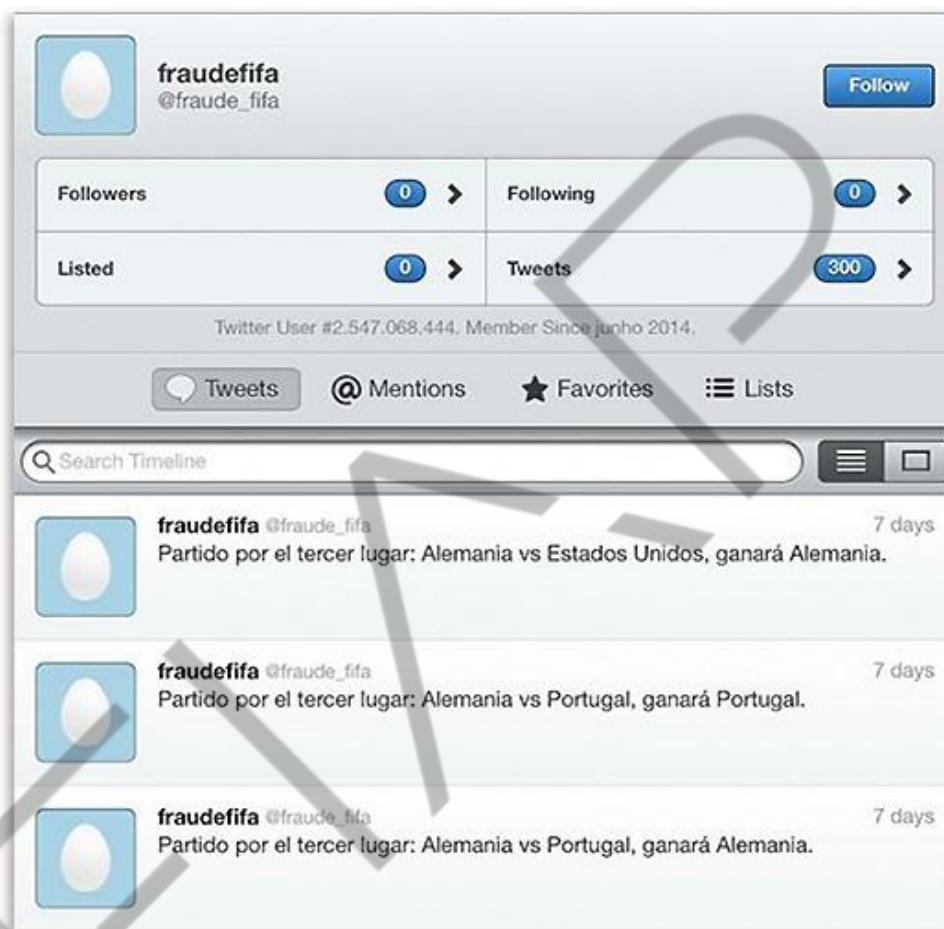 fraudefifa
@fraude_fifa
Follow
Followers 0
Following 0
Listed 0
Tweets 300
Twitter User #2.547.068.444. Member Since junho 2014.
Tweets
@ Mentions
Favorites
Lists
Search Timeline
fraudefifa @fraude_fifa 7 days
Partido por el tercer lugar: Alemania vs Estados Unidos, ganará Alemania.
fraudefifa @fraude_fifa 7 days
Partido por el tercer lugar: Alemania vs Portugal, ganará Portugal.
fraudefifa @fraude_fifa 7 days
Partido por el tercer lugar: Alemania vs Portugal, ganará Alemania.